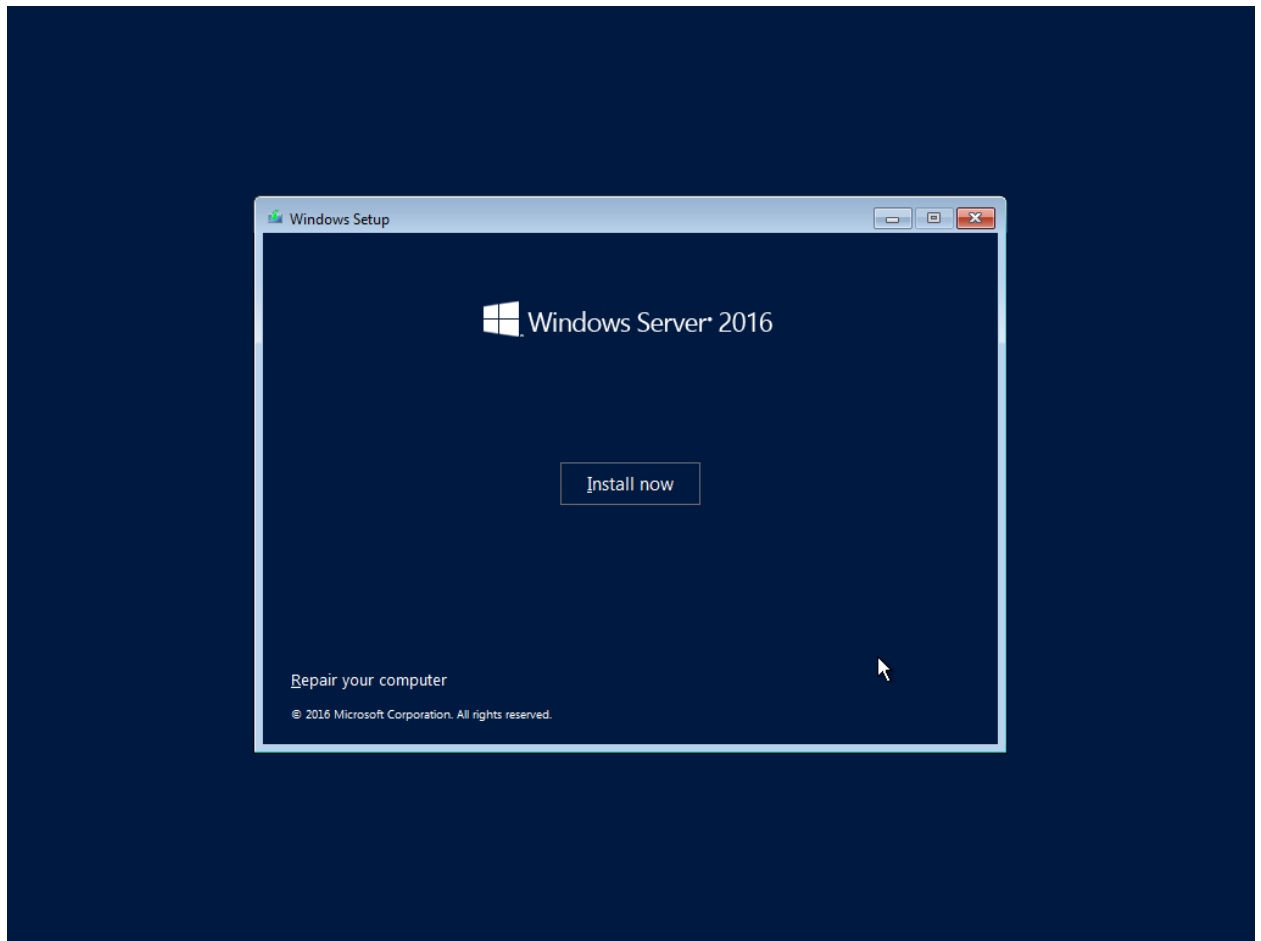 Windows Setup
Windows Server 2016
Install now
Repair your computer
© 2016 Microsoft Corporation. All rights reserved.